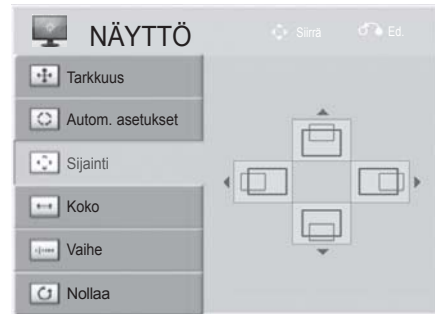 NÄYTTÖ
Siirrä Ed.
Tarkkuus
Autom. asetukset
Sijainti
Koko
Vaihe
Nollaa